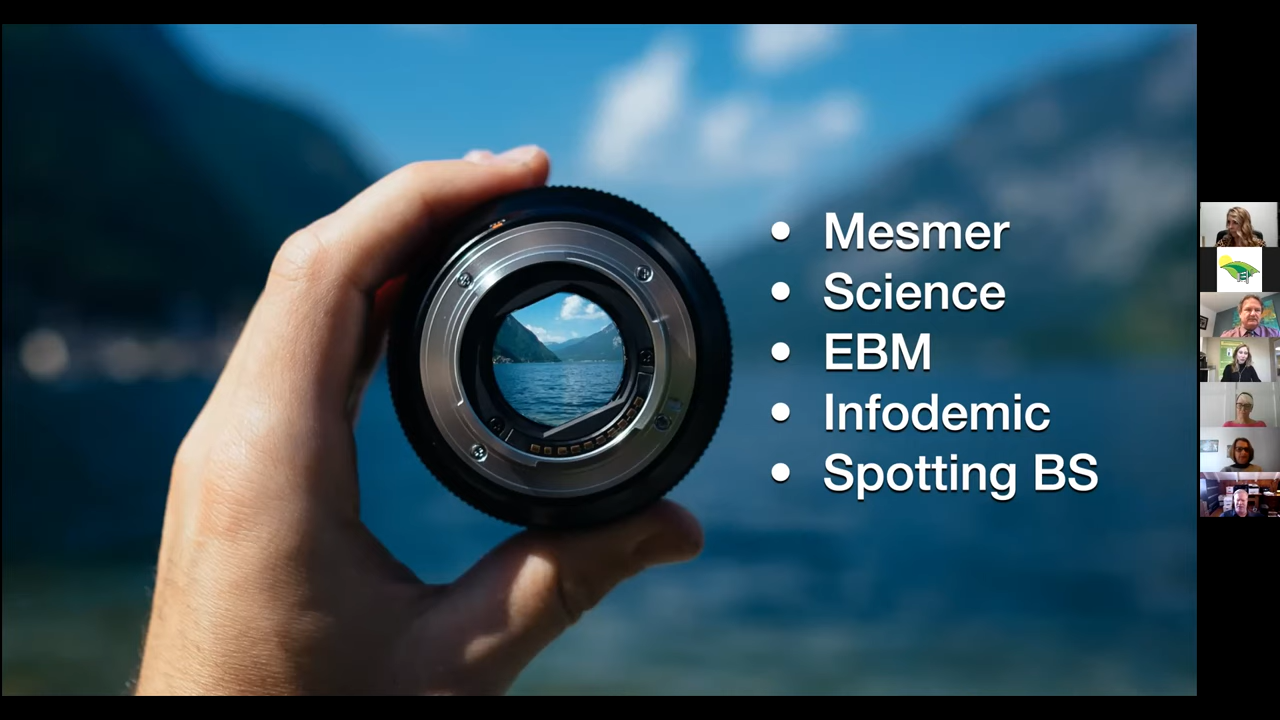 • Mesmer
• Science
• EBM
• Infodemic
• Spotting BS